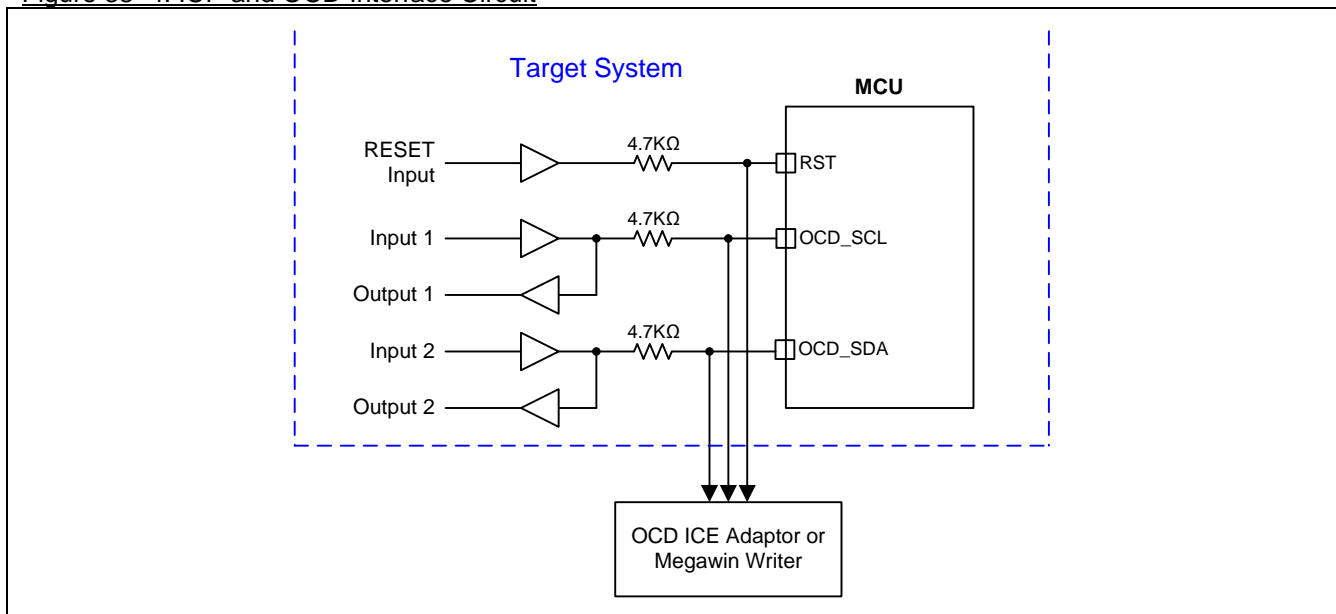 Target System
MCU
RESET
Input
4.7KΩ
RST
Input 1
4.7KΩ
OCD_SCL
Output 1
Input 2
4.7KΩ
OCD_SDA
Output 2
OCD ICE Adaptor or
Megawin Writer